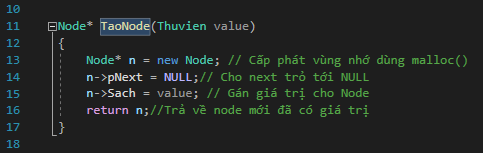 10
11 Node* TaoNode(Thuvien value)
12 {
13 Node* n = new Node; // Cấp phát vùng nhớ dùng malloc()
14 n->pNext = NULL;// Cho next trỏ tới NULL
15 n->Sach = value; // Gán giá trị cho Node
16 return n;//Trả về node mới đã có giá trị
17 }
18